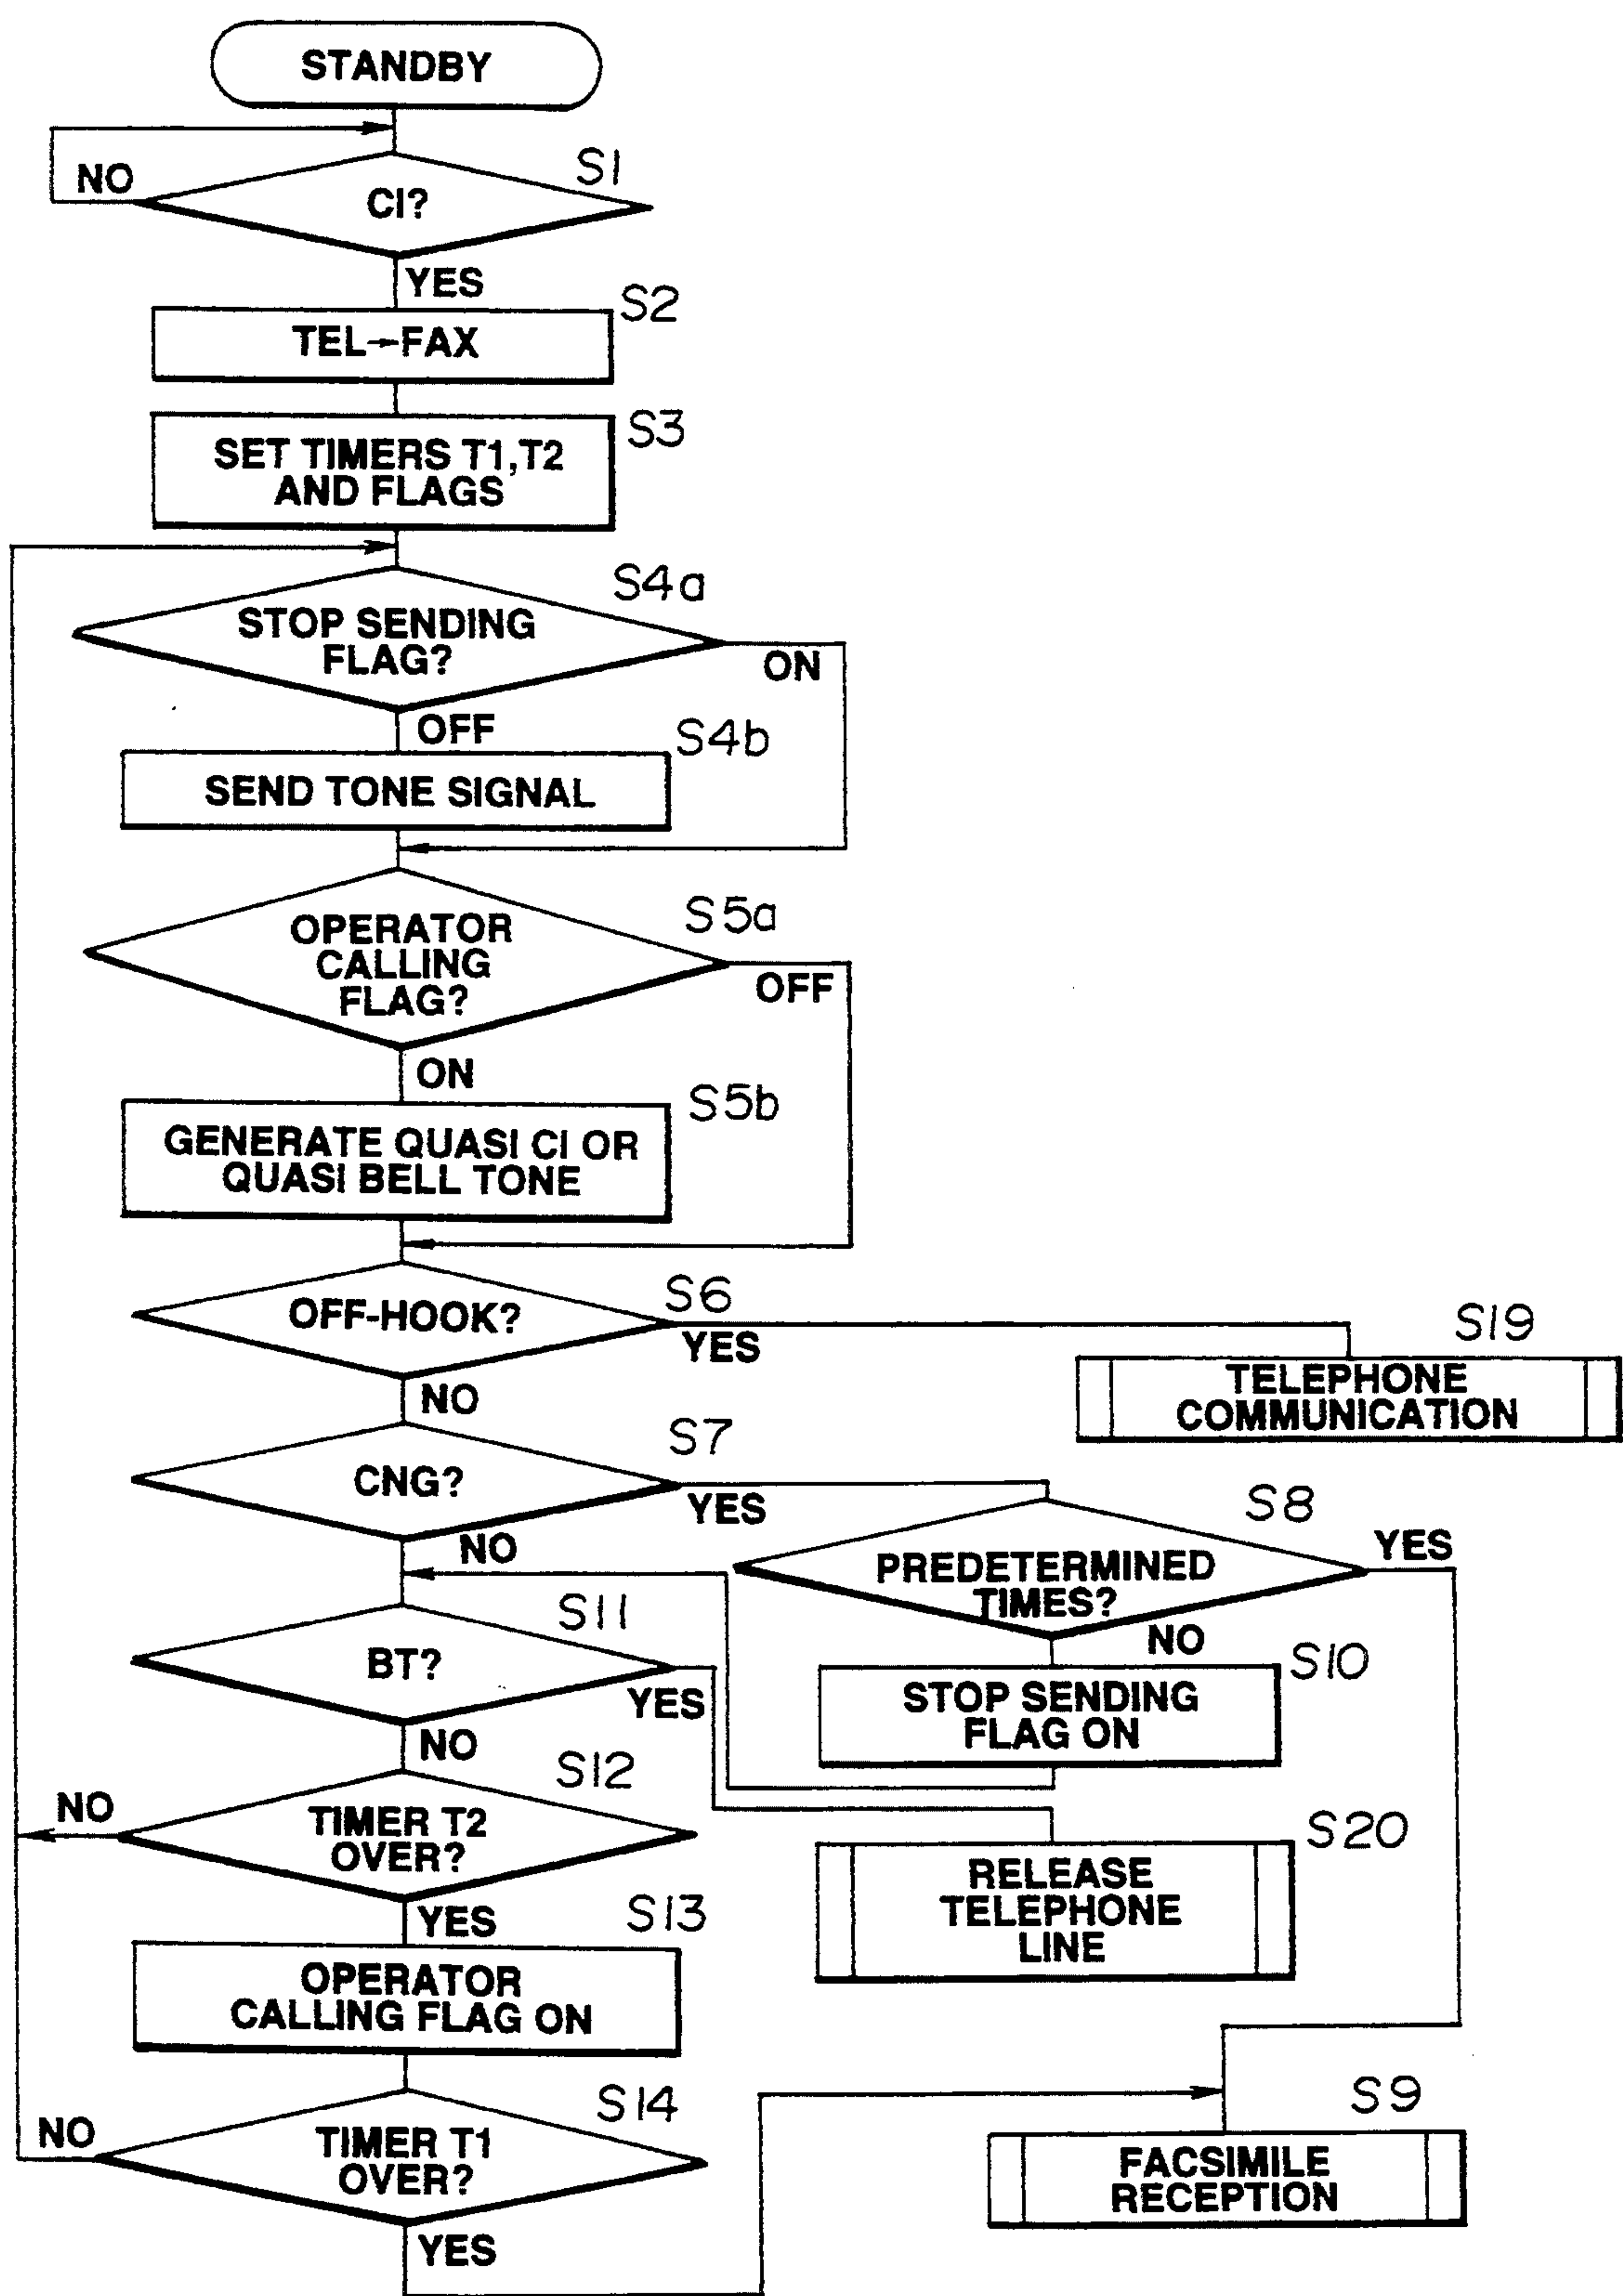 STANDBY
S1
NO
CI?
YES
S2
TEL→FAX
S3
SET TIMERS T1,T2
AND FLAGS
S4a
STOP SENDING
FLAG?
ON
OFF
S4b
SEND TONE SIGNAL
S5a
OPERATOR
CALLING
FLAG?
OFF
ON
S5b
GENERATE QUASI CI OR
QUASI BELL TONE
S6
OFF-HOOK?
YES
S19
TELEPHONE
COMMUNICATION
NO
S7
CNG?
YES
S8
YES
NO
PREDETERMINED
TIMES?
NO
S11
BT?
YES
S10
STOP SENDING
FLAG ON
NO
S12
NO
TIMER T2
OVER?
S20
RELEASE
TELEPHONE
LINE
YES
S13
OPERATOR
CALLING FLAG ON
S14
NO
TIMER T1
OVER?
S9
FACSIMILE
RECEPTION
YES